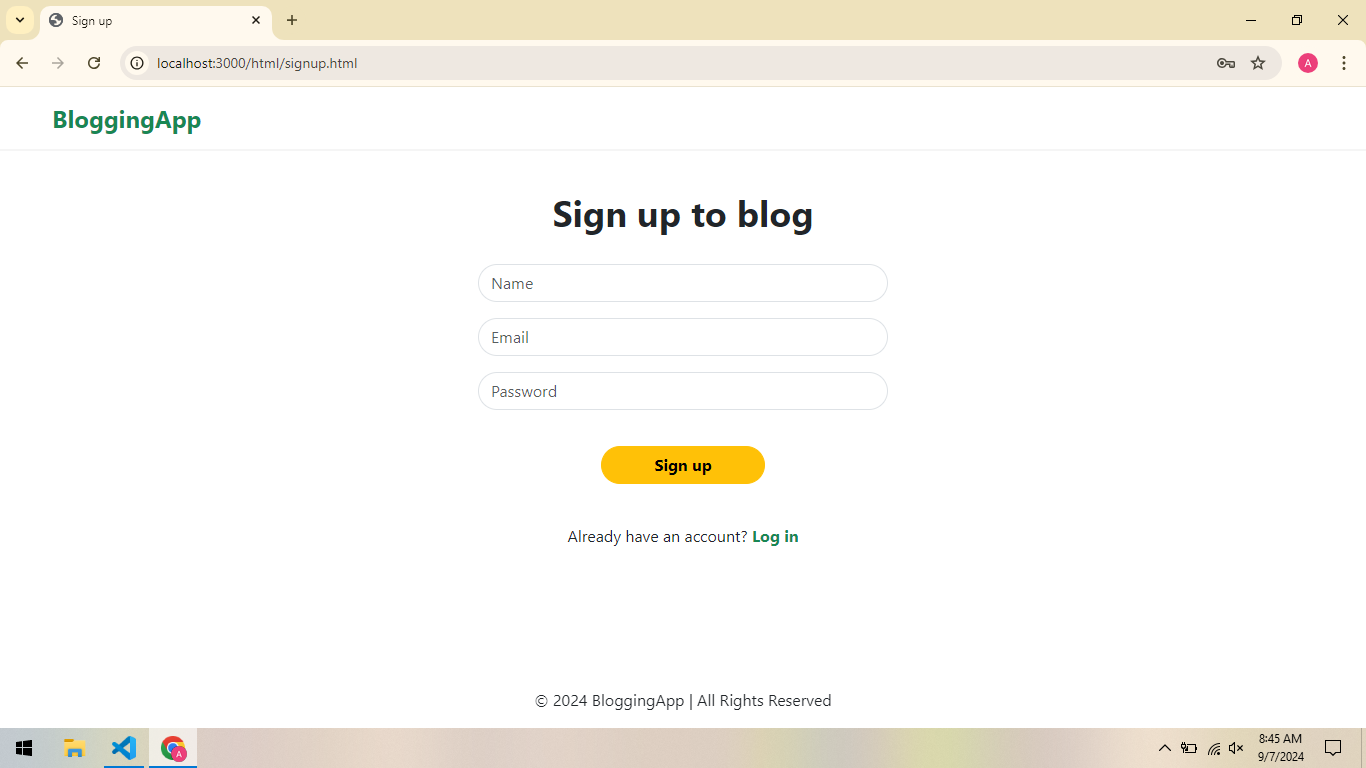 Sign up
localhost:3000/html/signup.html
A
BloggingApp
Sign up to blog
Name
Email
Password
Sign up
Already have an account? Log in
© 2024 BloggingApp | All Rights Reserved
A
8:45 AM
9/7/2024